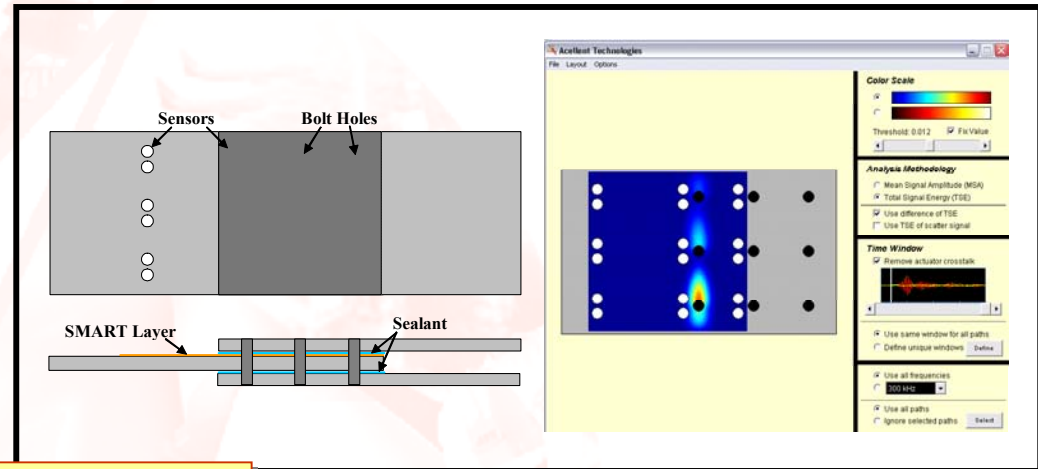 Sensors
Bolt Holes
SMART Layer
Sealant
Acellent Technologies
File Layout Options
Color Scale
Threshold: 0.012 Fix Value
Analysis Methodology
Mean Signal Amplitude (MSA)
Total Signal Energy (TSE)
Use difference of TSE
Use TSE of scatter signal
Time Window
Remove actuator crosstalk
Use same window for all paths
Define unique windows Define
Use all frequencies
300 kHz
Use all paths
Ignore selected paths Select